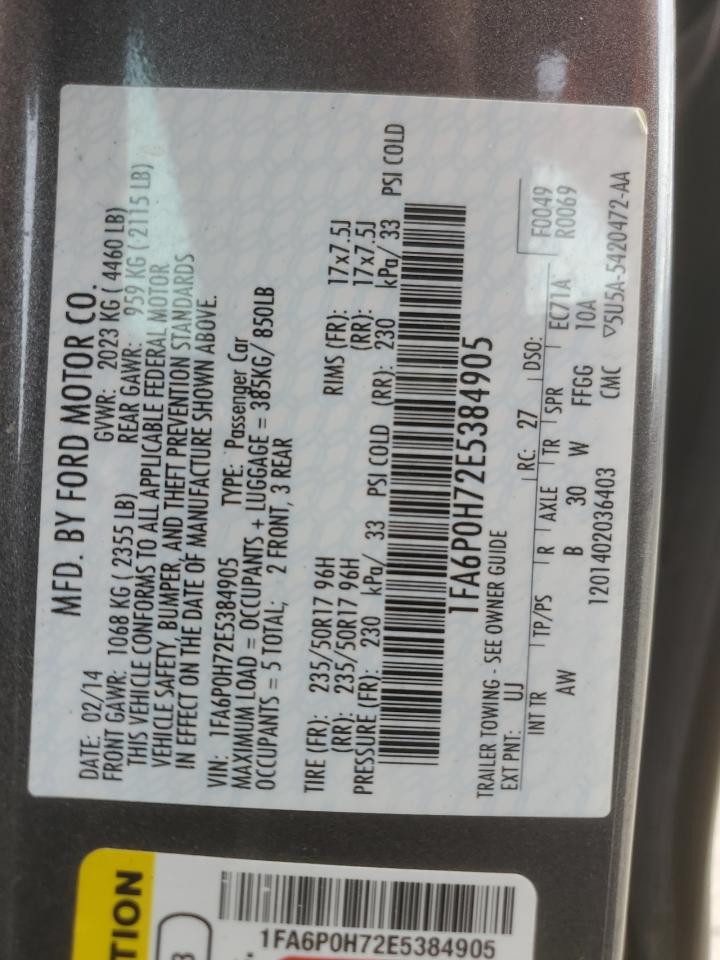 MFD. BY FORD MOTOR CO.
DATE: 02/14 GVWR: 2023 KG ( 4460 LB)
FRONT GAWR: 1068 KG ( 2355 LB) REAR GAWR: 959 KG ( 2115 LB)
THIS VEHICLE CONFORMS TO ALL APPLICABLE FEDERAL MOTOR
VEHICLE SAFETY, BUMPER, AND THEFT PREVENTION STANDARDS
IN EFFECT ON THE DATE OF MANUFACTURE SHOWN ABOVE.
VIN: 1FA6P0H72E5384905 TYPE: Passenger Car
MAXIMUM LOAD = OCCUPANTS + LUGGAGE = 385KG/ 850LB
OCCUPANTS = 5 TOTAL; 2 FRONT, 3 REAR
TIRE (FR): 235/50R17 96H RIMS (FR): 17x7.5J
(RR): 235/50R17 96H (RR): 17x7.5J
PRESSURE (FR): 230 kPa/ 33 PSI COLD (RR): 230 kPa/ 33 PSI COLD
1FA6P0H72E5384905
TRAILER TOWING - SEE OWNER GUIDE
EXT PNT: UJ RC: 27 DSO: F0049
INT TR TP/PS R AXLE TR SPR EC71A R0069
AW B 30 W FFGG 10A
1201402036403 CMC ▽5U5A-5420472-AA
TION
1FA6P0H72E5384905